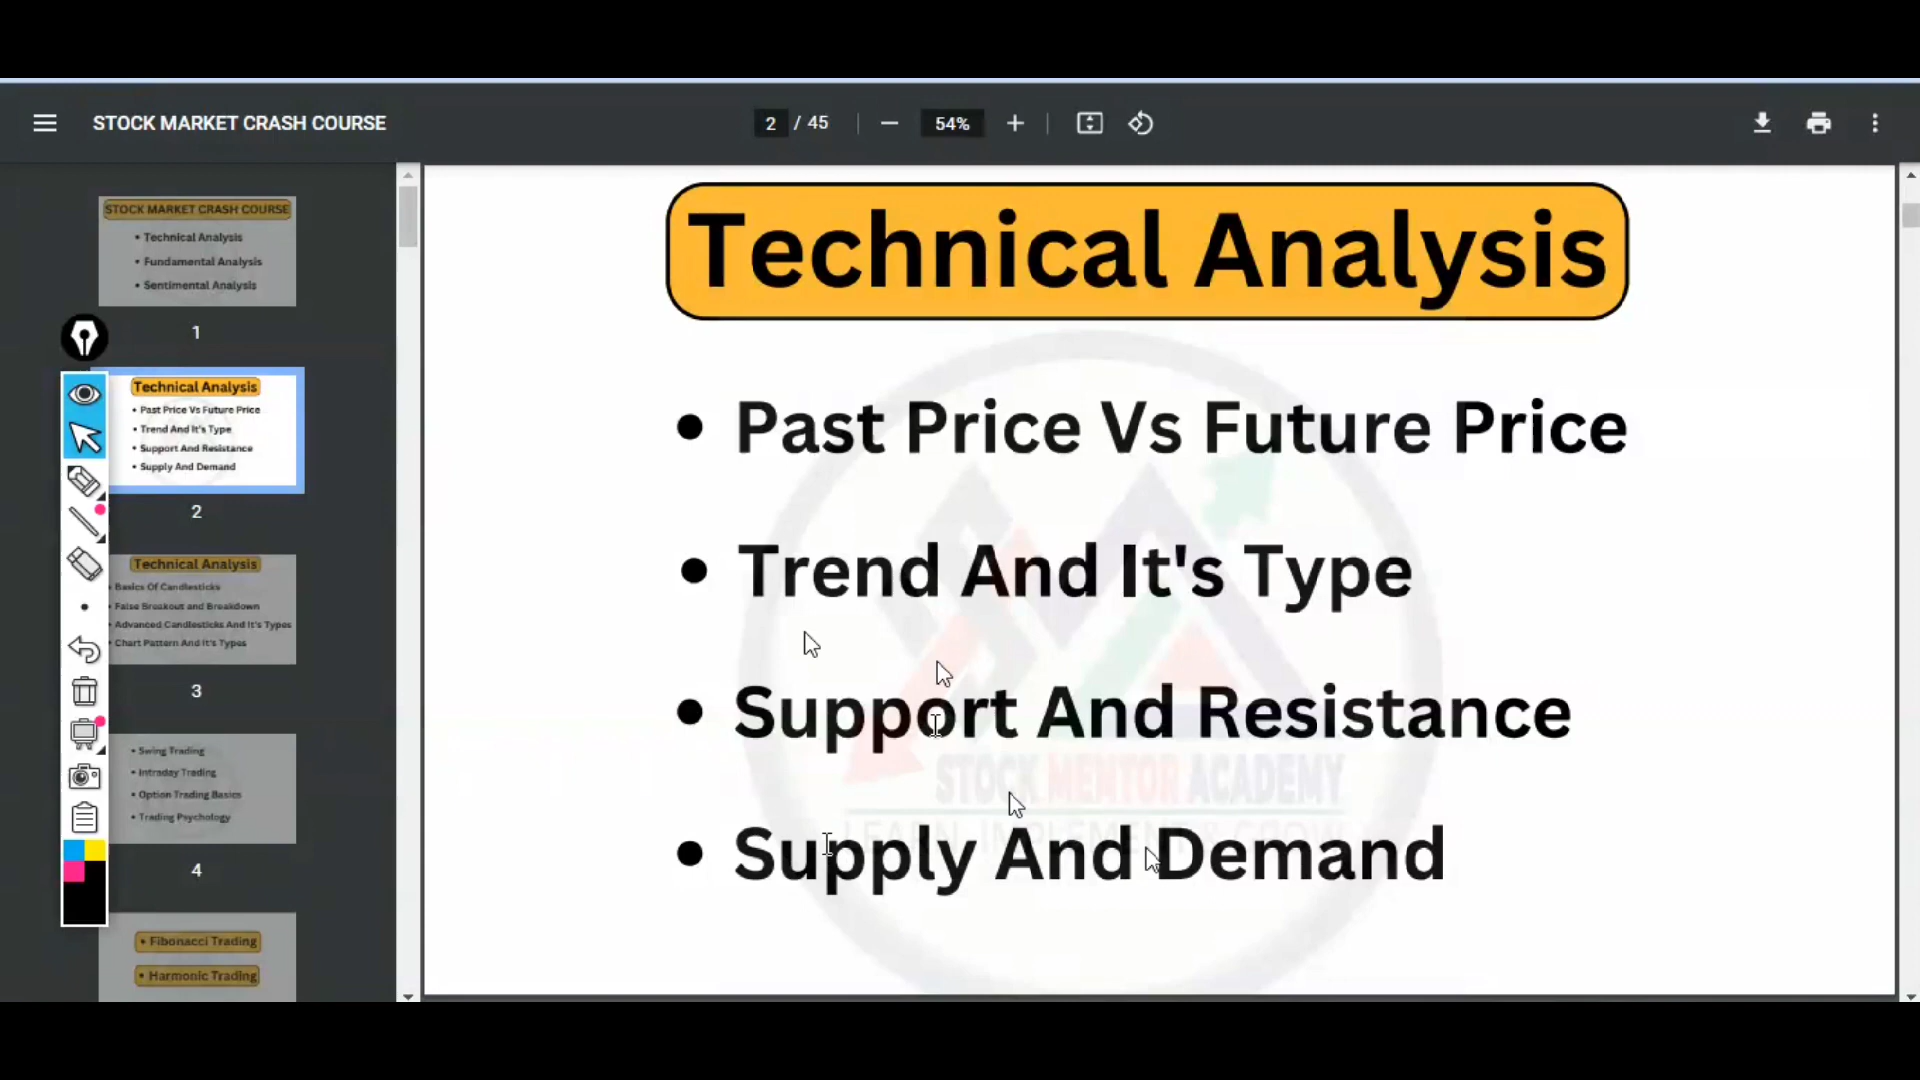 STOCK MARKET CRASH COURSE
2 / 45
54%
STOCK MARKET CRASH COURSE
• Technical Analysis
• Fundamental Analysis
• Sentimental Analysis
1
Technical Analysis
• Past Price Vs Future Price
• Trend And It's Type
• Support And Resistance
• Supply And Demand
2
Technical Analysis
Basics Of Candlesticks
False Breakout and Breakdown
Advanced Candlesticks And It's Types
Chart Pattern And It's Types
3
• Swing Trading
• Intraday Trading
• Option Trading Basics
• Trading Psychology
4
• Fibonacci Trading
• Harmonic Trading
Technical Analysis
• Past Price Vs Future Price
• Trend And It's Type
• Support And Resistance
STOCK MENTOR ACADEMY
LEARN, IMPLEMENT & GROW
• Supply And Demand